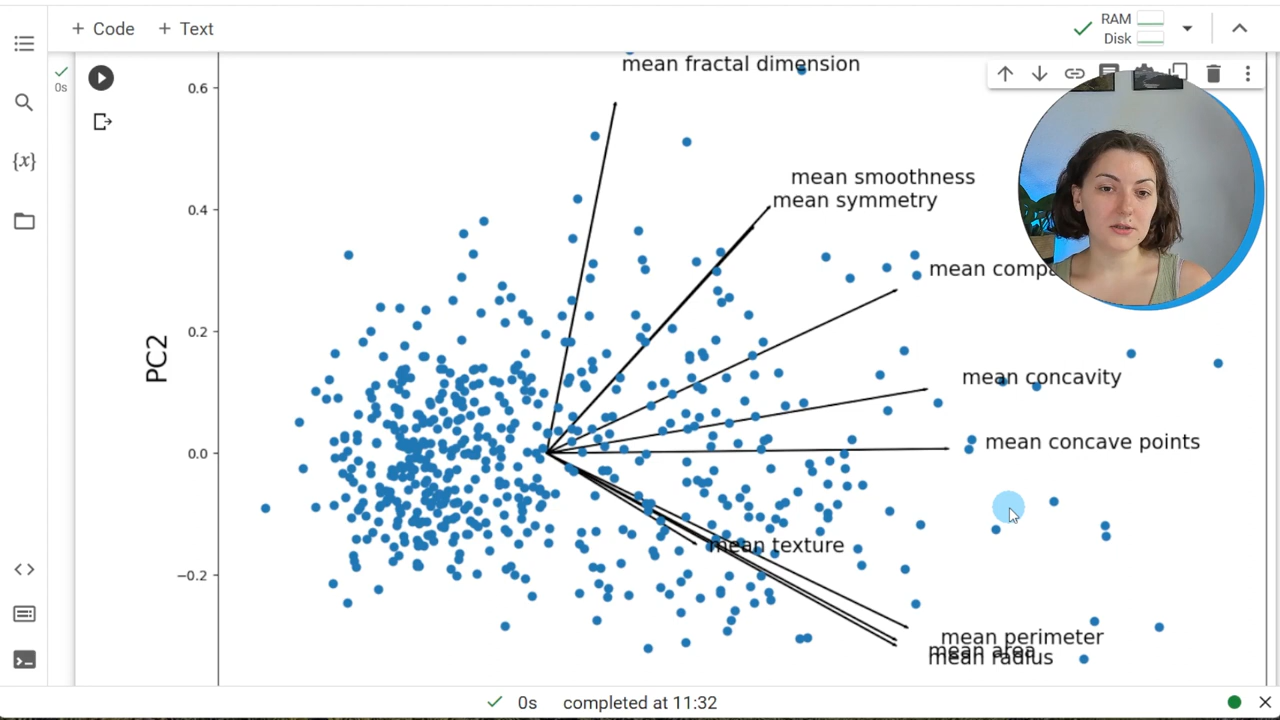 + Code + Text
RAM
Disk
0s
mean fractal dimension
0.6
mean smoothness
0.4
mean symmetry
{x}
mean
mean concavity
0.2
PC2
mean concave points
0.0
mean texture
−0.2
mean perimeter
mean area
mean radius
0s completed at 11:32